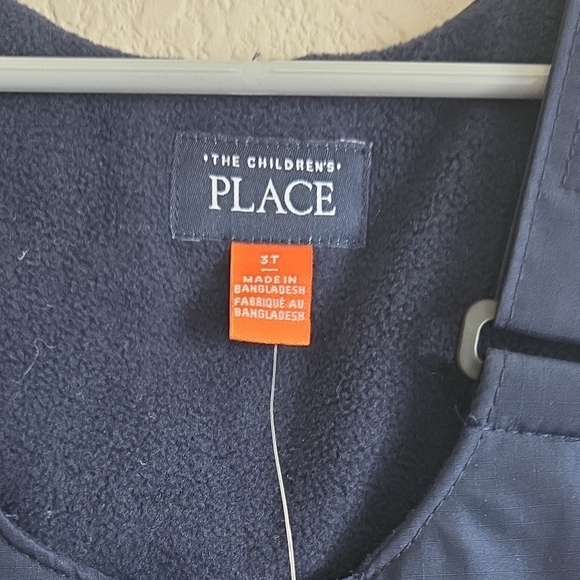 THE CHILDREN'S
PLACE
3T
MADE IN
BANGLADESH
FABRIQUÉ AU
BANGLADESH